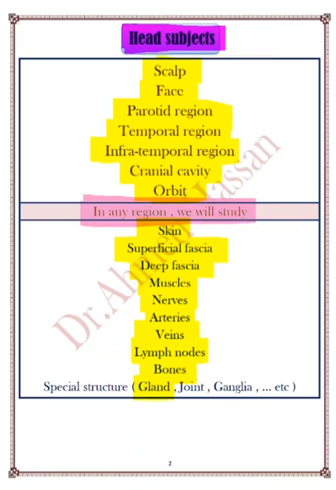 Head subjects
Scalp
Face
Parotid region
Temporal region
Infra-temporal region
Cranial cavity
Orbit
In any region , we will study
Skin
Superficial fascia
Deep fascia
Muscles
Nerves
Arteries
Veins
Lymph nodes
Bones
Special structure ( Gland , Joint , Ganglia , ... etc )
2